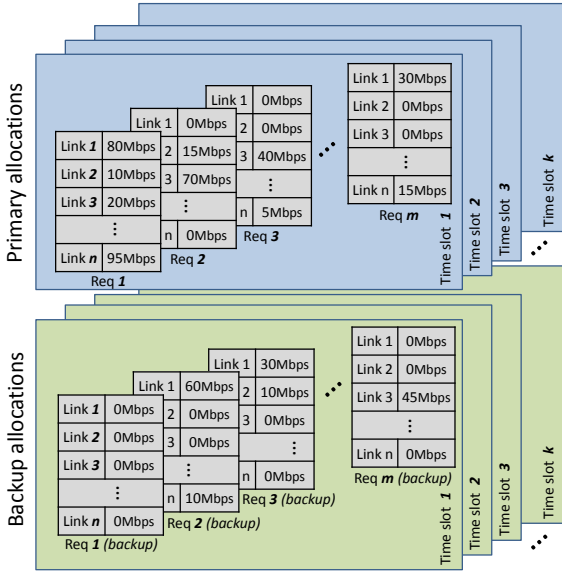 Primary allocations
Link 1 80Mbps
Link 2 10Mbps
Link 3 20Mbps
⋮
Link n 95Mbps
Req 1
Link 1 0Mbps
2 15Mbps
3 70Mbps
⋮
n 0Mbps
Req 2
Link 1 0Mbps
2 0Mbps
3 40Mbps
⋮
n 5Mbps
Req 3
Link 1 30Mbps
Link 2 0Mbps
Link 3 0Mbps
⋮
Link n 15Mbps
Req m
Time slot 1
Time slot 2
Time slot 3
Time slot k
Backup allocations
Link 1 0Mbps
Link 2 0Mbps
Link 3 0Mbps
⋮
Link n 0Mbps
Req 1 (backup)
Link 1 60Mbps
2 0Mbps
3 0Mbps
⋮
n 10Mbps
Req 2 (backup)
Link 1 30Mbps
2 10Mbps
3 0Mbps
⋮
n 0Mbps
Req 3 (backup)
Link 1 0Mbps
Link 2 0Mbps
Link 3 45Mbps
⋮
Link n 0Mbps
Req m (backup)
Time slot 1
Time slot 2
Time slot 3
Time slot k